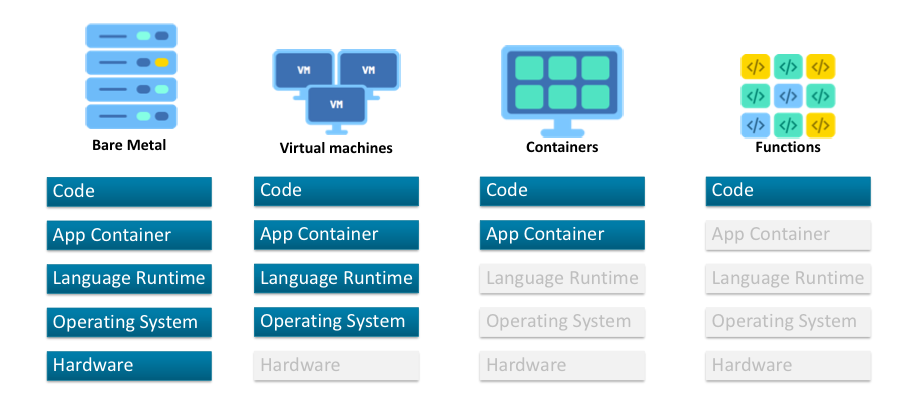 VM
VM
VM
</>
</>
</>
</>
</>
</>
</>
</>
</>
Bare Metal
Virtual machines
Containers
Functions
Code
App Container
Language Runtime
Operating System
Hardware
Code
App Container
Language Runtime
Operating System
Hardware
Code
App Container
Language Runtime
Operating System
Hardware
Code
App Container
Language Runtime
Operating System
Hardware